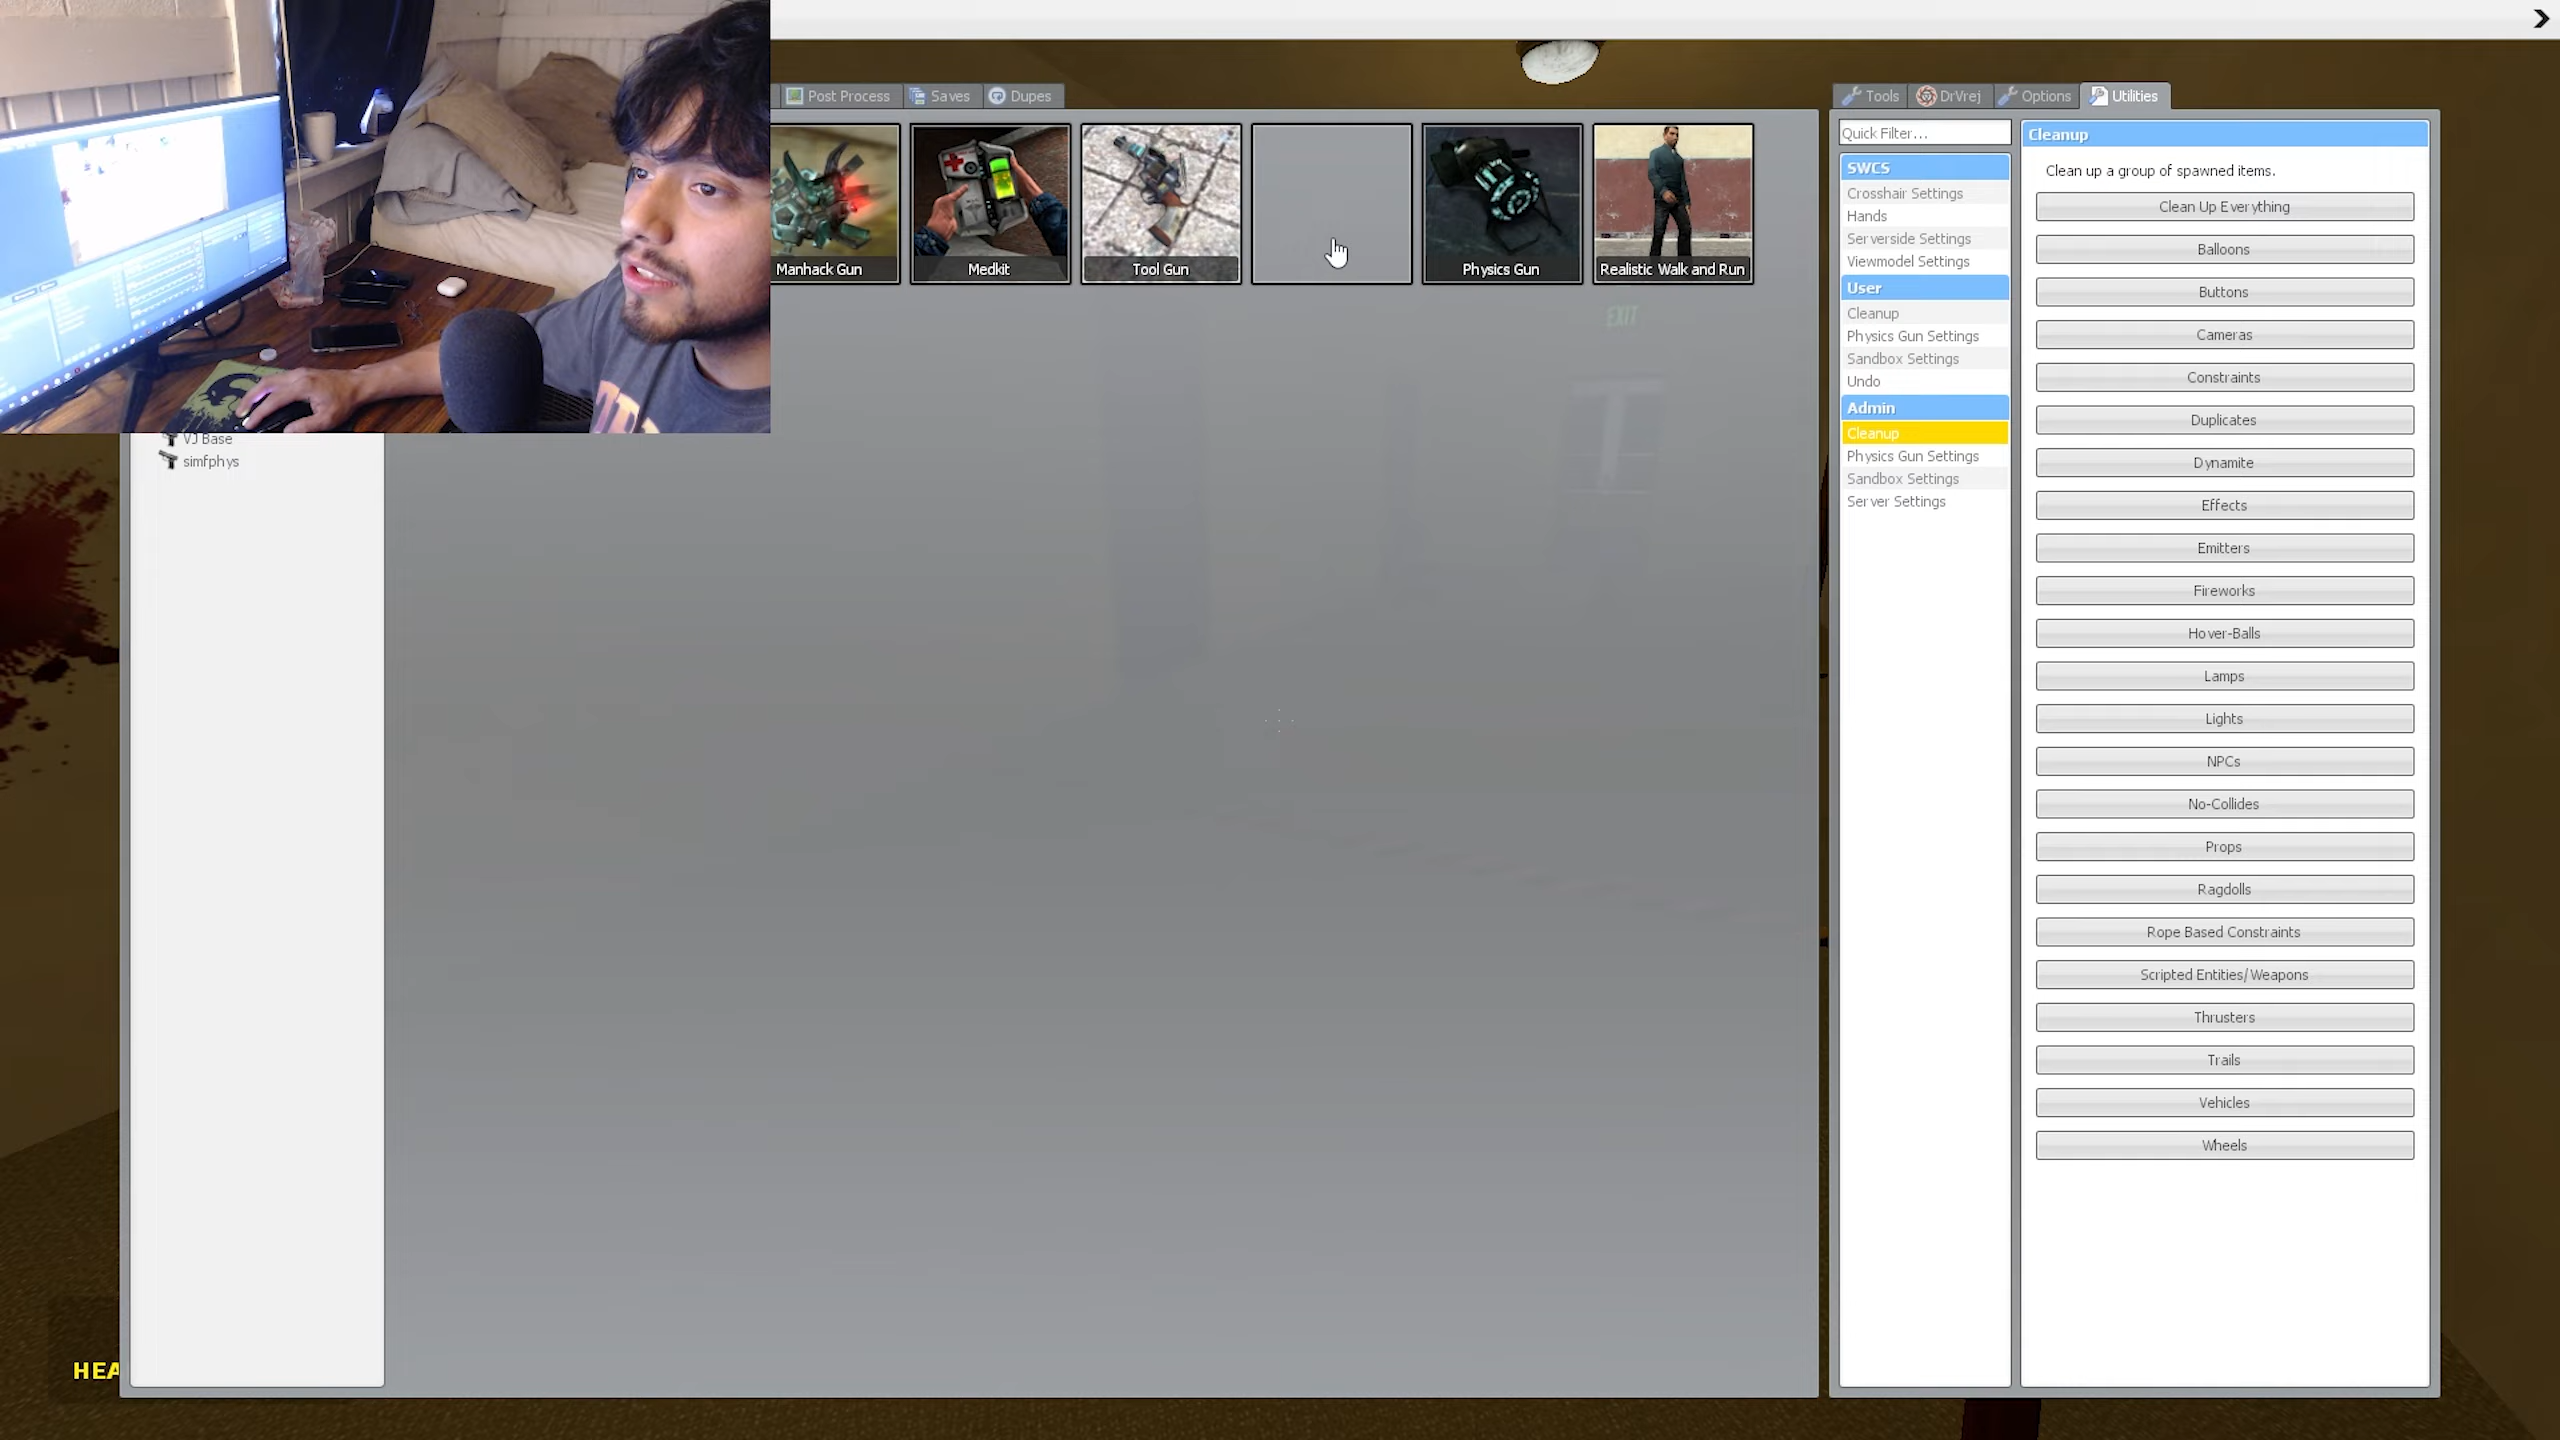 Post Process
Saves
Dupes
Manhack Gun
Medkit
Tool Gun
Physics Gun
Realistic Walk and Run
EXIT
VJ Base
simfphys
HEA
Tools
DrVrej
Options
Utilities
Quick Filter...
SWCS
Crosshair Settings
Hands
Serverside Settings
Viewmodel Settings
User
Cleanup
Physics Gun Settings
Sandbox Settings
Undo
Admin
Cleanup
Physics Gun Settings
Sandbox Settings
Server Settings
Cleanup
Clean up a group of spawned items.
Clean Up Everything
Balloons
Buttons
Cameras
Constraints
Duplicates
Dynamite
Effects
Emitters
Fireworks
Hover-Balls
Lamps
Lights
NPCs
No-Collides
Props
Ragdolls
Rope Based Constraints
Scripted Entities/Weapons
Thrusters
Trails
Vehicles
Wheels